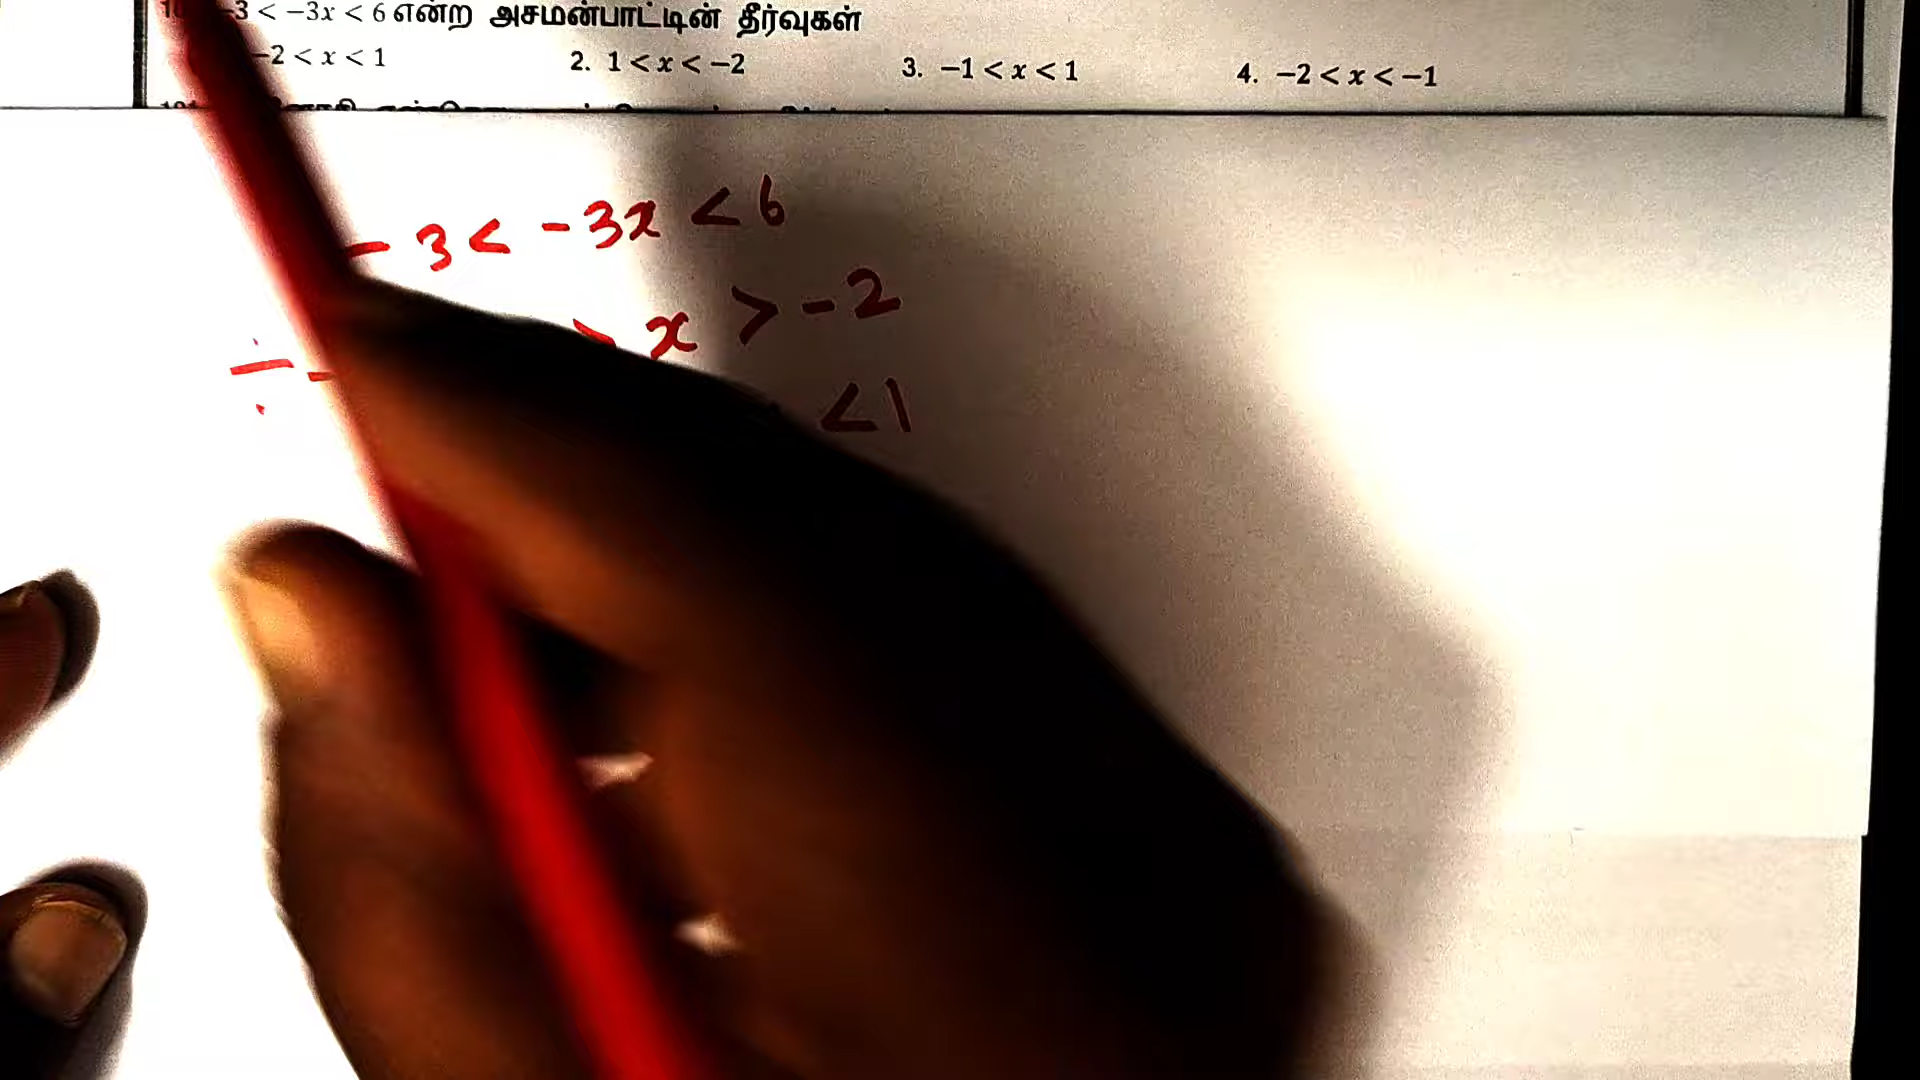 -3 < −3x < 6 என்ற அசமன்பாட்டின் தீர்வுகள்
−2 < x < 1 2. 1 < x < −2 3. −1 < x < 1 4. −2 < x < −1
- 3 < - 3x < 6
÷ - > x > - 2
< 1